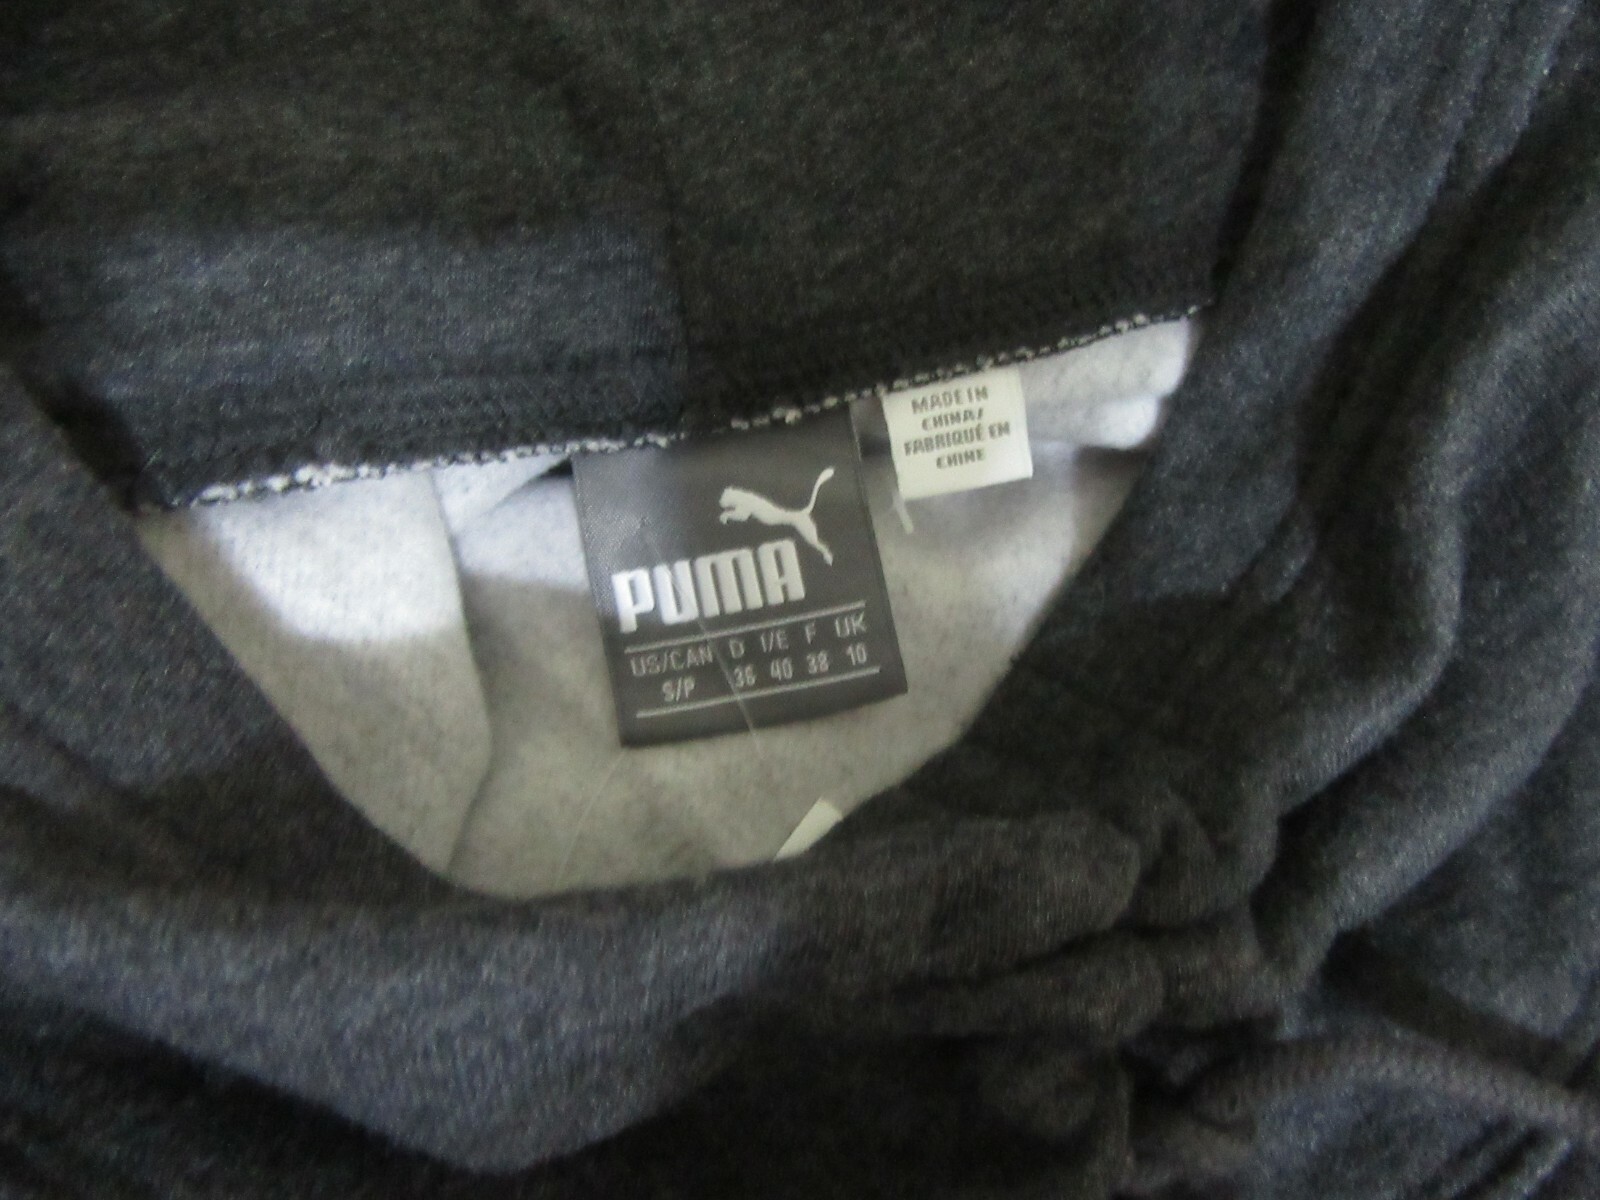 PUMA
US/CAN D I/E F UK
S/P 36 40 38 10
MADE IN
CHINA/
FABRIQUÉ EN
CHINE